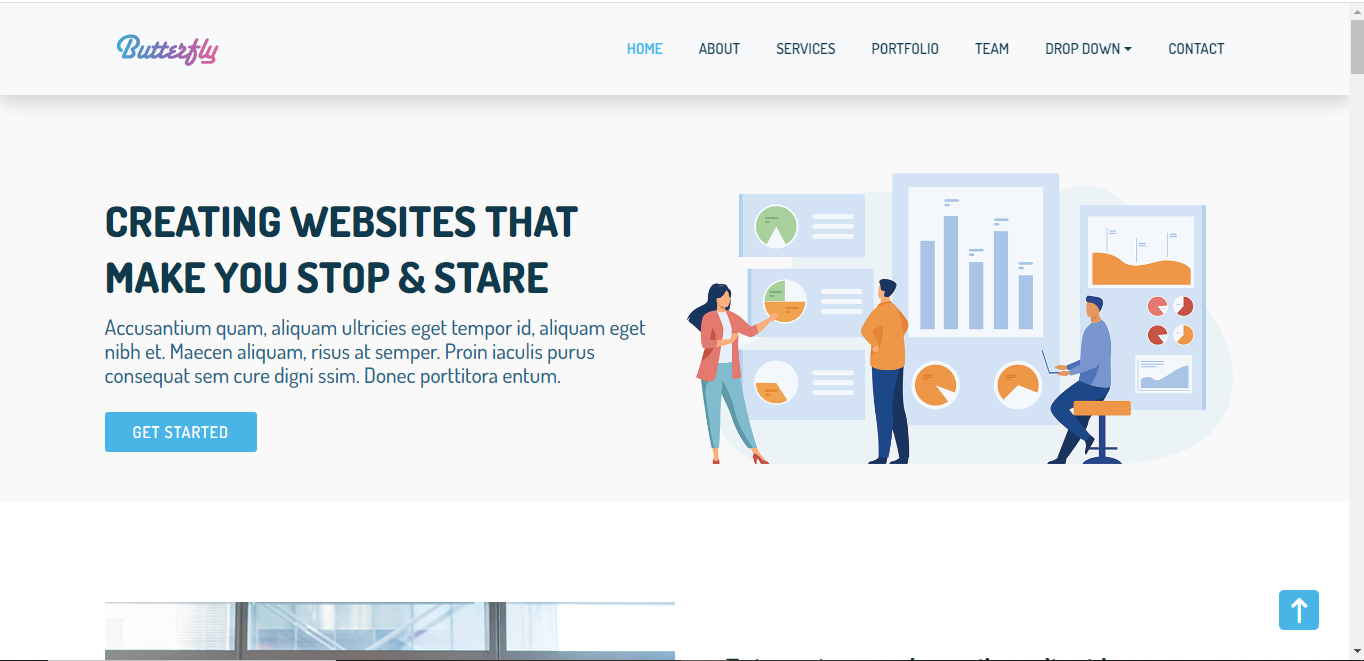 Butterfly
HOME
ABOUT
SERVICES
PORTFOLIO
TEAM
DROP DOWN
CONTACT
CREATING WEBSITES THAT
MAKE YOU STOP & STARE
Accusantium quam, aliquam ultricies eget tempor id, aliquam eget
nibh et. Maecen aliquam, risus at semper. Proin iaculis purus
consequat sem cure digni ssim. Donec porttitora entum.
GET STARTED